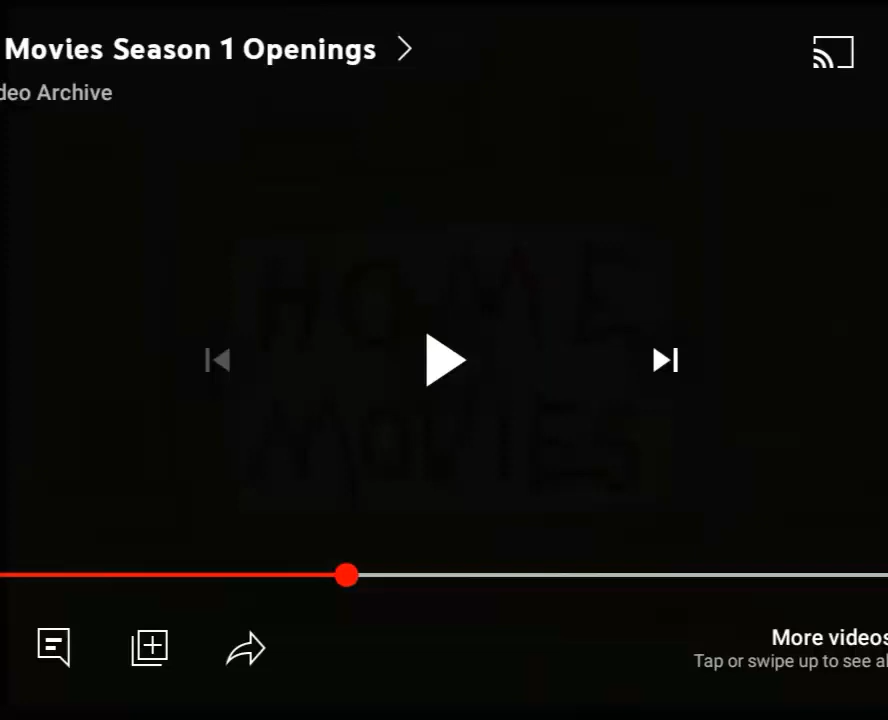 Movies Season 1 Openings
deo Archive
HOME
MOVIES
More videos
Tap or swipe up to see al